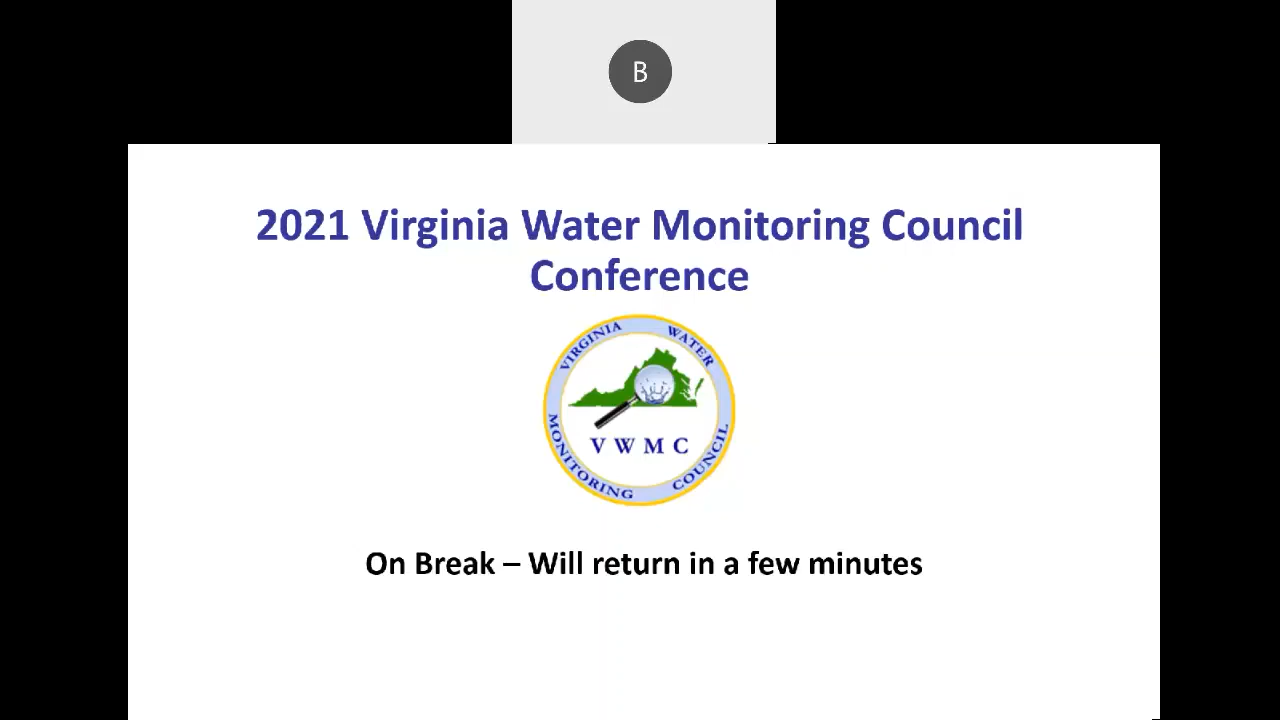 B
2021 Virginia Water Monitoring Council
Conference
VIRGINIA WATER
MONITORING COUNCIL
VWMC
On Break – Will return in a few minutes